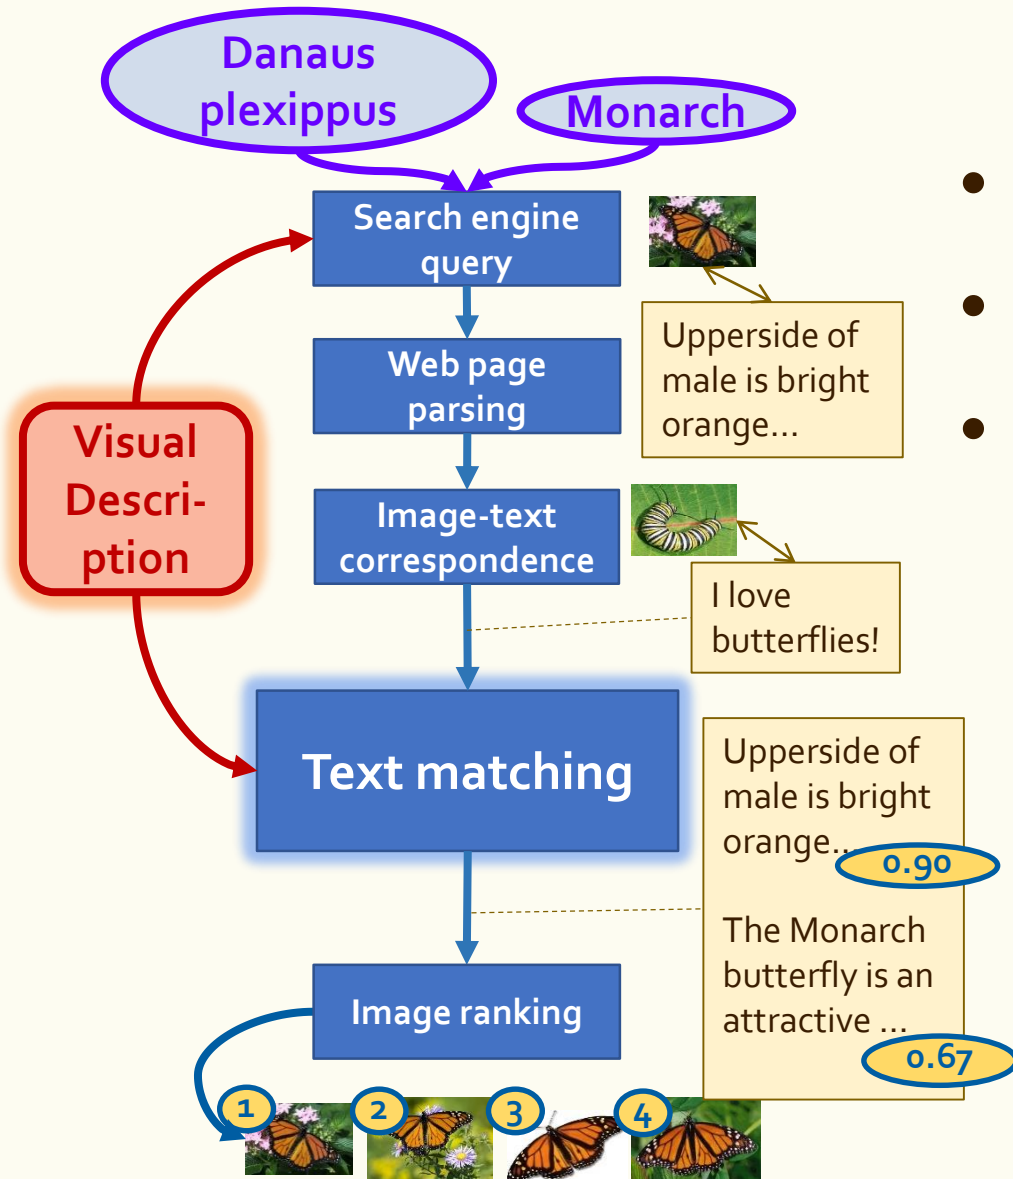 Danaus
plexippus
Monarch
Search engine
query
Upperside of
male is bright
orange...
Web page
parsing
Visual
Descri-
ption
Image-text
correspondence
I love
butterflies!
Text matching
Upperside of
male is bright
orange...
0.90
The Monarch
butterfly is an
attractive ...
0.67
Image ranking
1
2
3
4